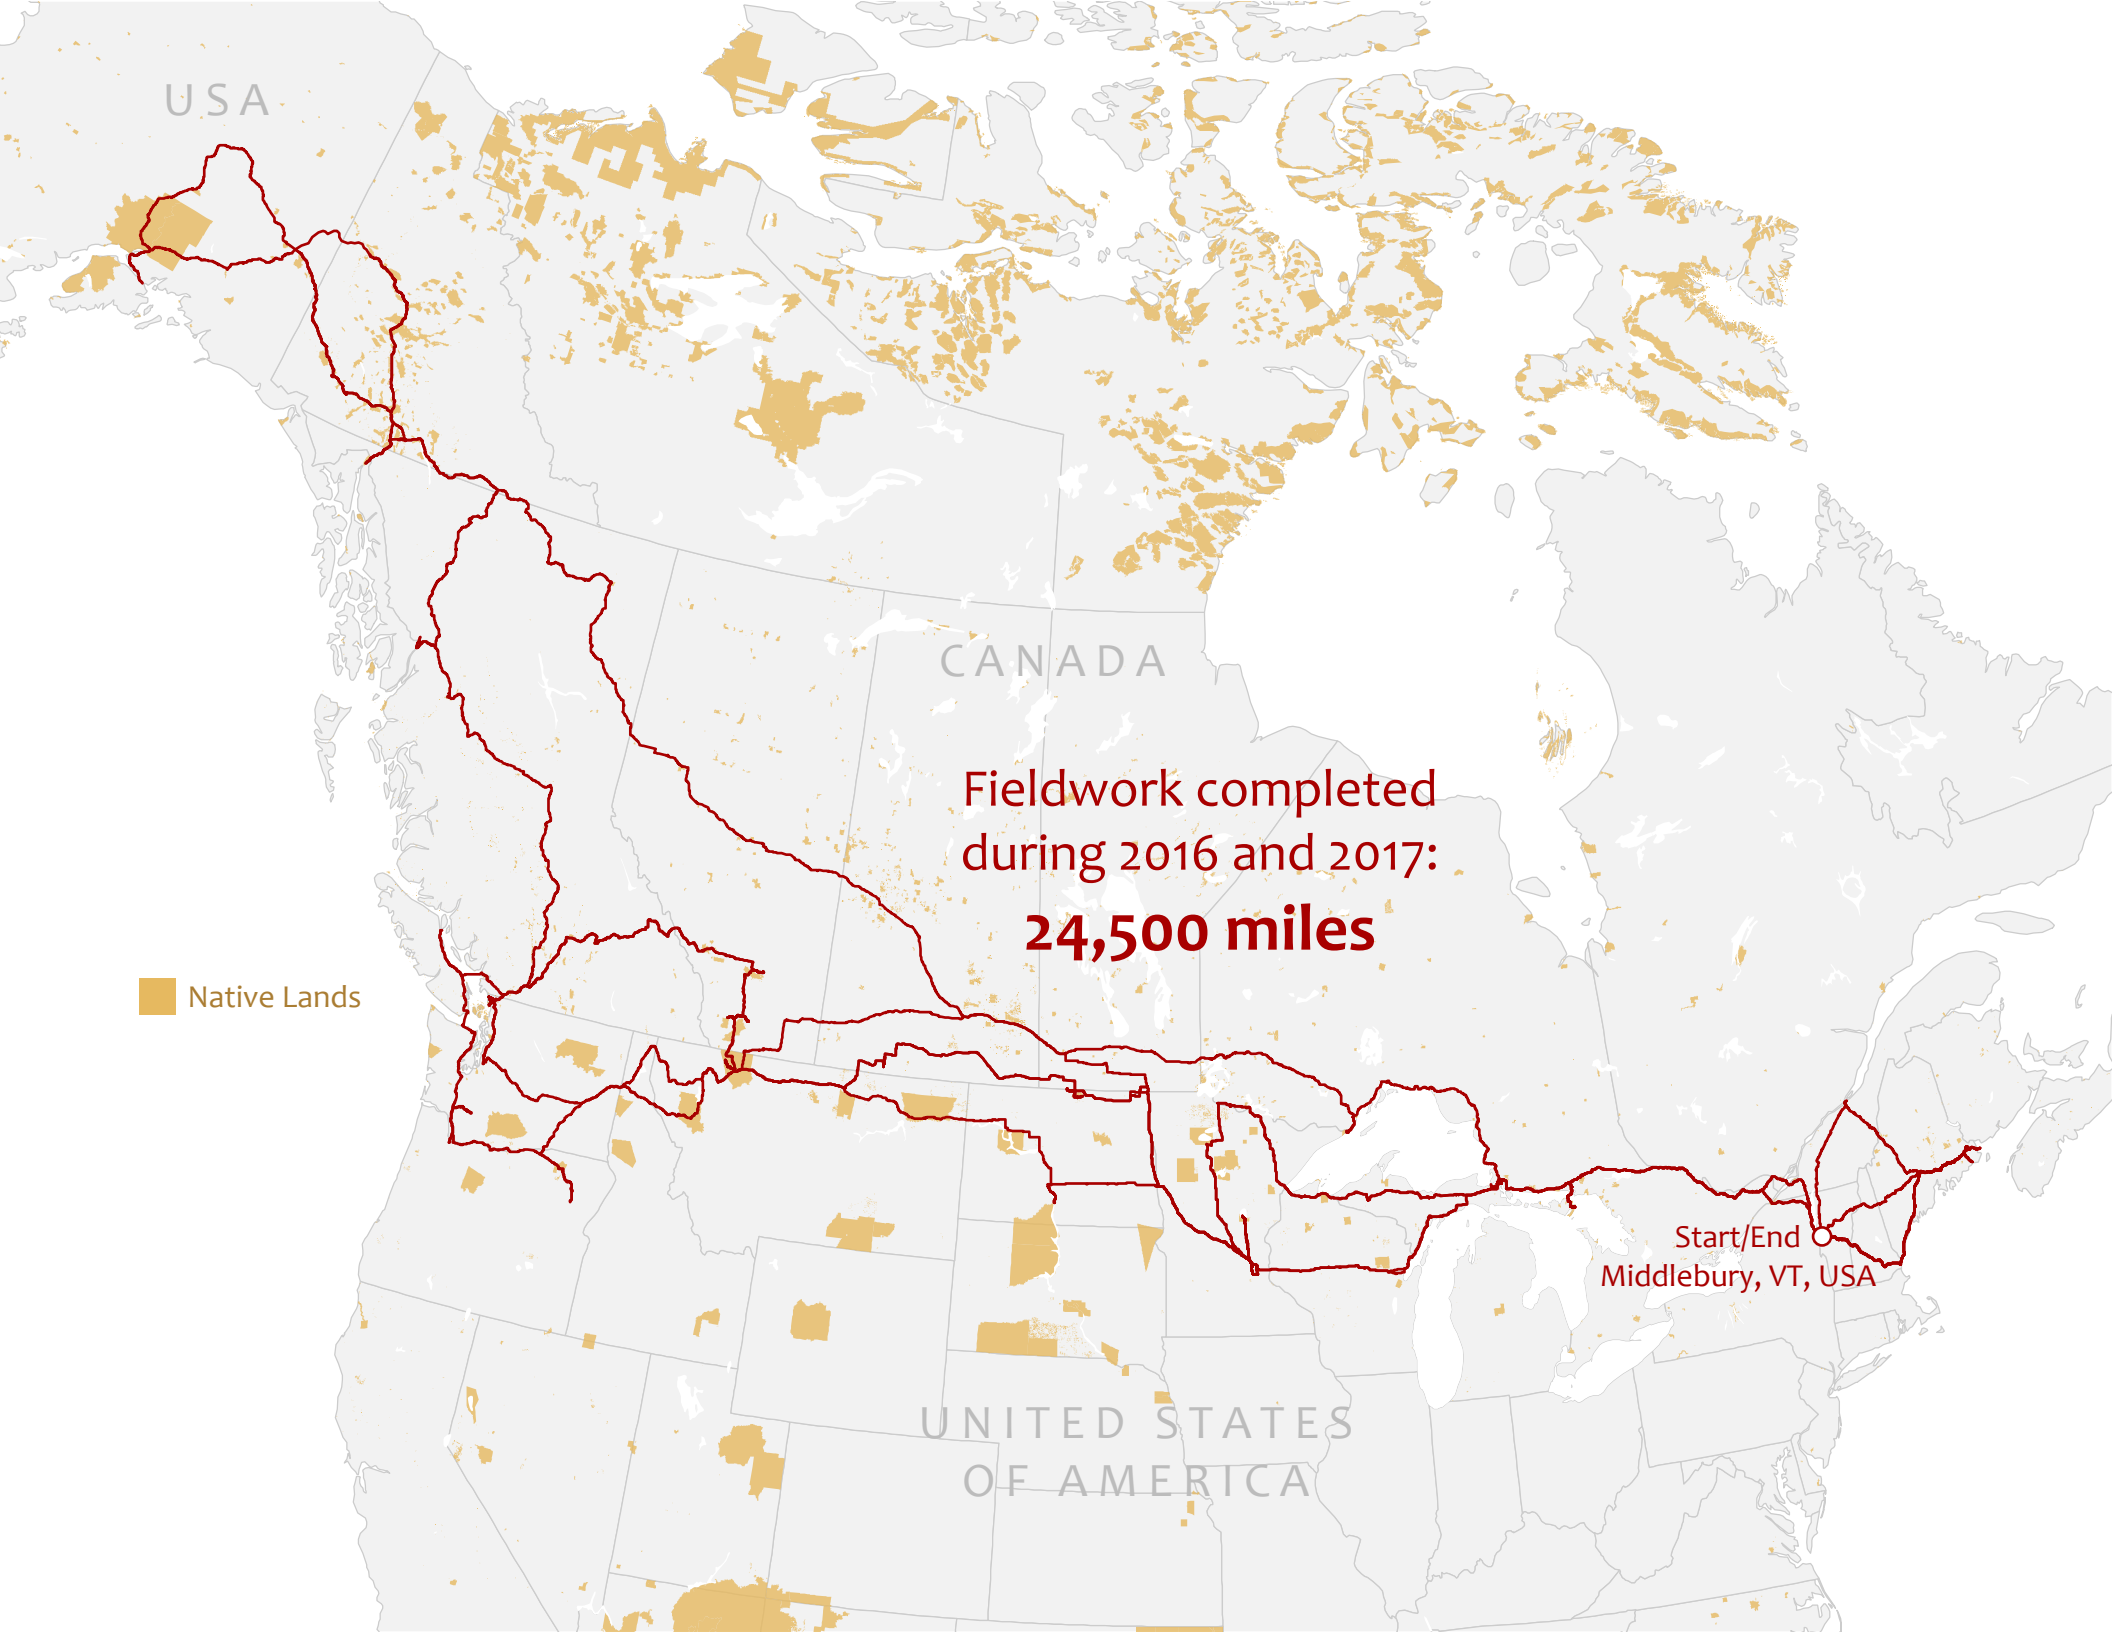 USA
CANADA
Fieldwork completed
during 2016 and 2017:
24,500 miles
Native Lands
Start/End
Middlebury, VT, USA
UNITED STATES
OF AMERICA